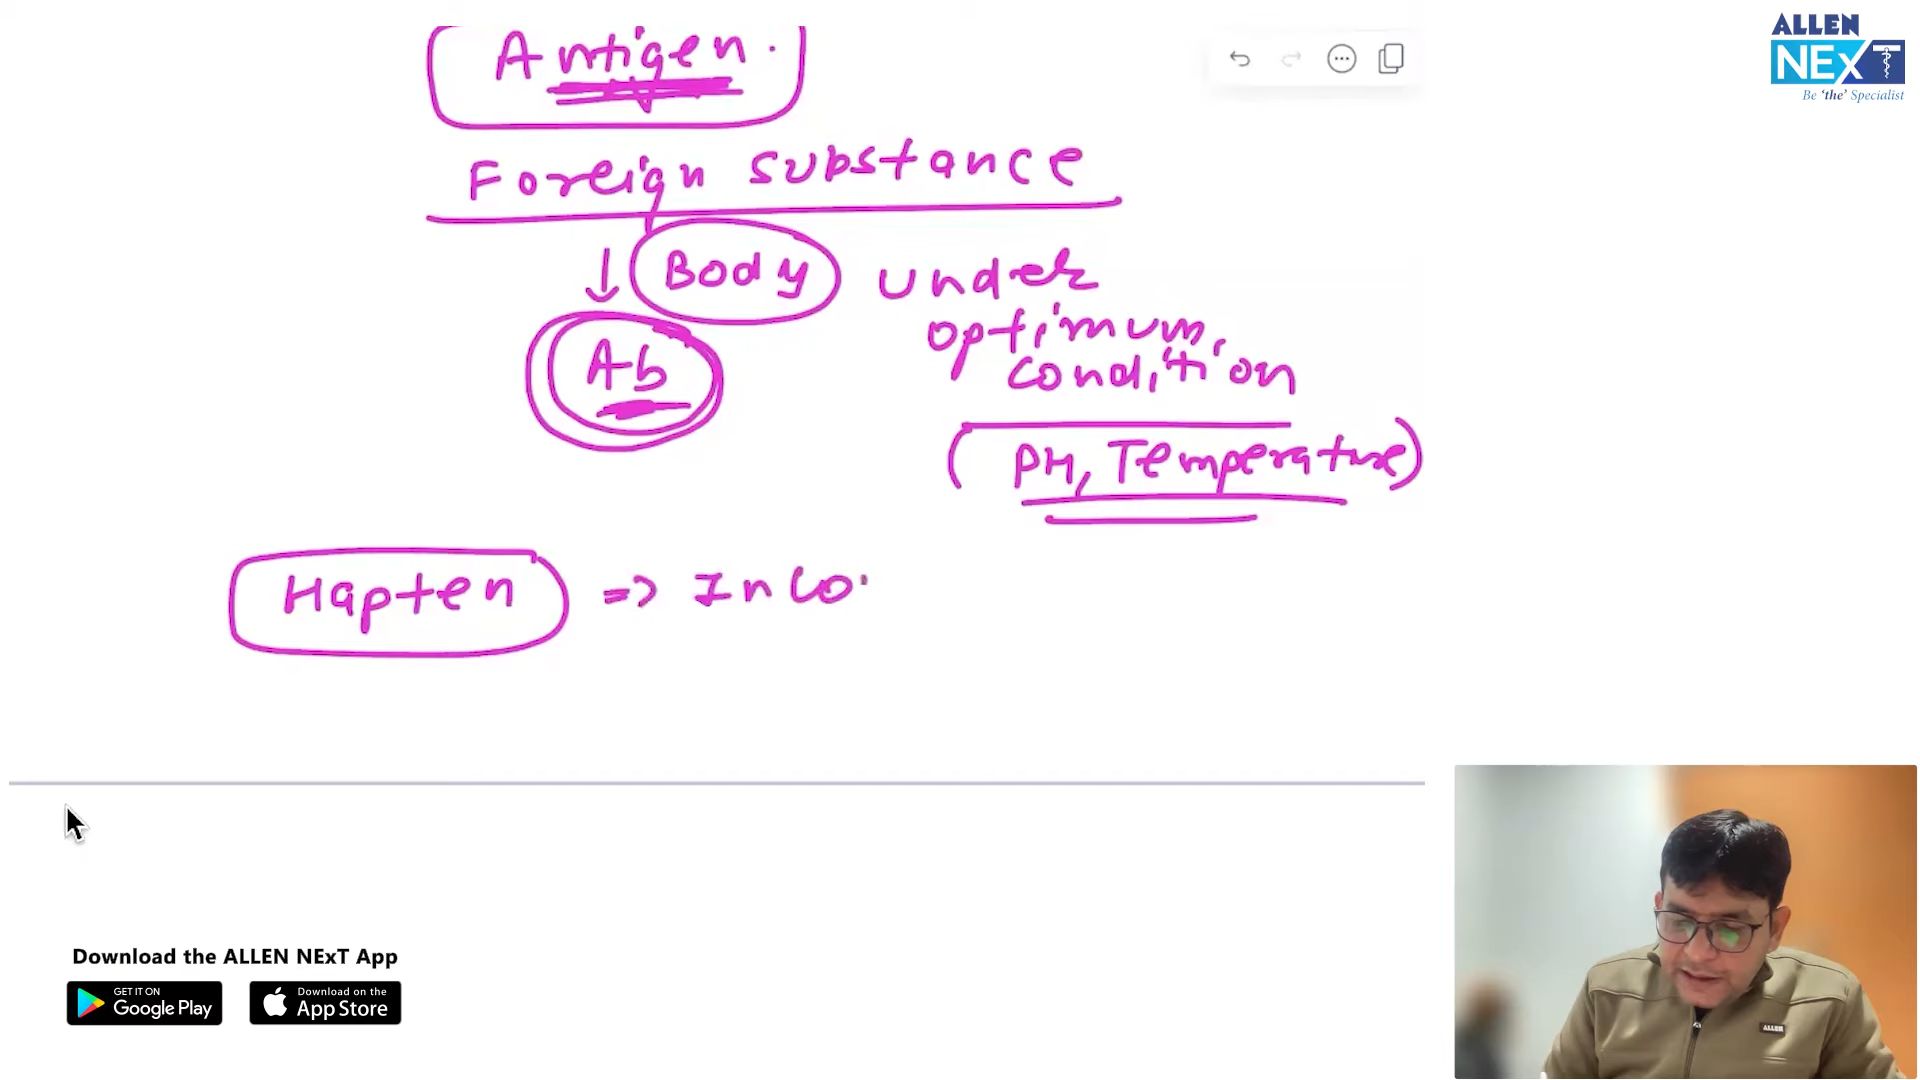 Antigen.
ALLEN
NExT
Be 'the' Specialist
Foreign substance
Body under
optimum
condition
Ab
(PH, Temperature)
Hapten => Inco
Download the ALLEN NExT App
GET IT ON
Google Play
Download on the
App Store
ALLEN